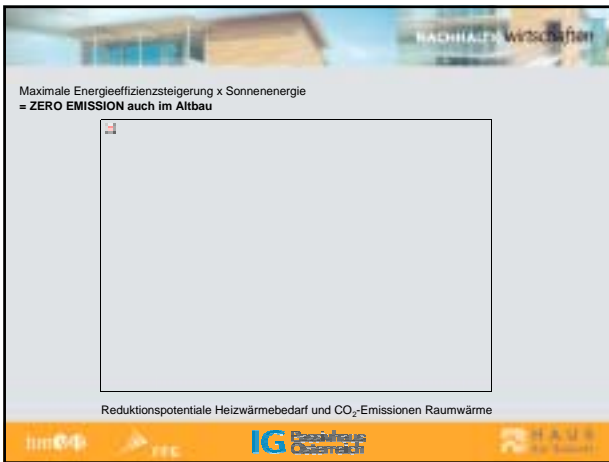 NACHHALTIG wirtschaften
Maximale Energieeffizienzsteigerung x Sonnenenergie
= ZERO EMISSION auch im Altbau
Reduktionspotentiale Heizwärmebedarf und CO₂-Emissionen Raumwärme
IG Passivhaus
Österreich
HAUS